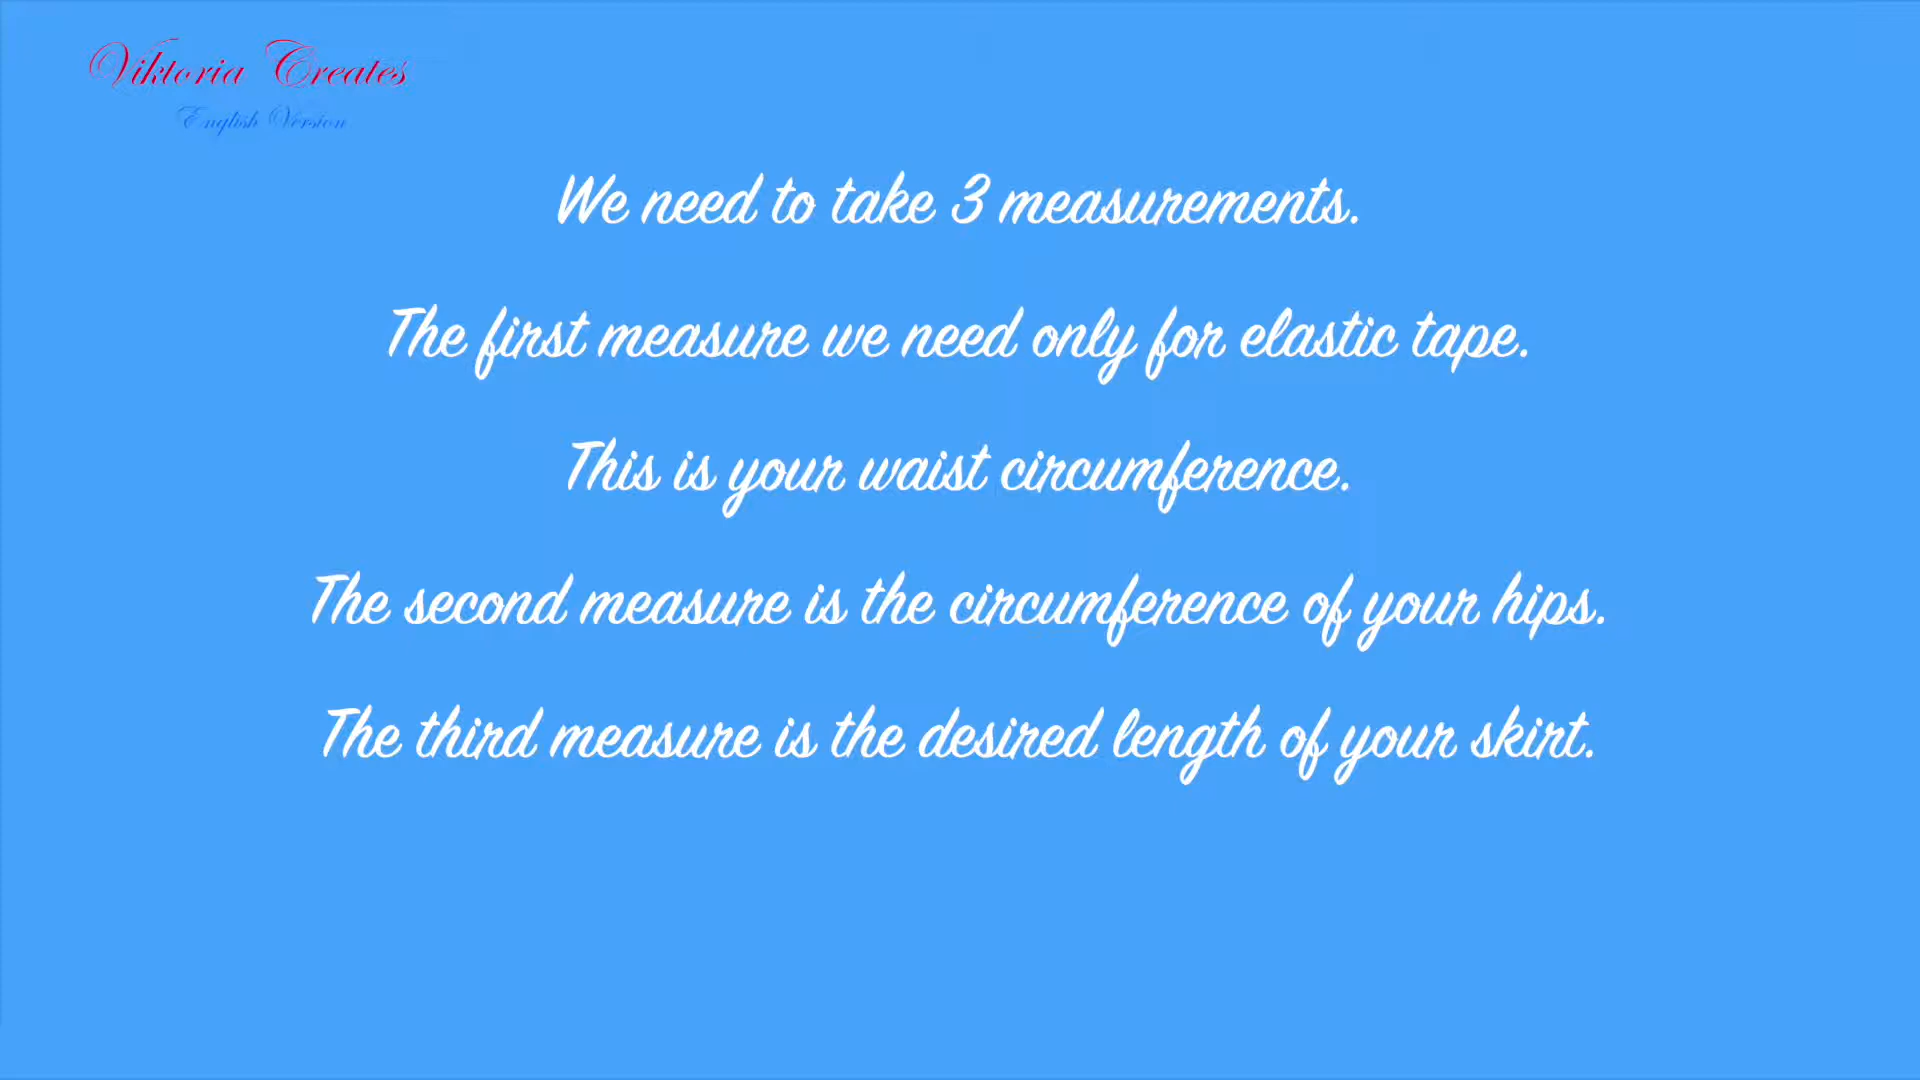 Viktoria Creates
English Version
We need to take 3 measurements.
The first measure we need only for elastic tape.
This is your waist circumference.
The second measure is the circumference of your hips.
The third measure is the desired length of your skirt.